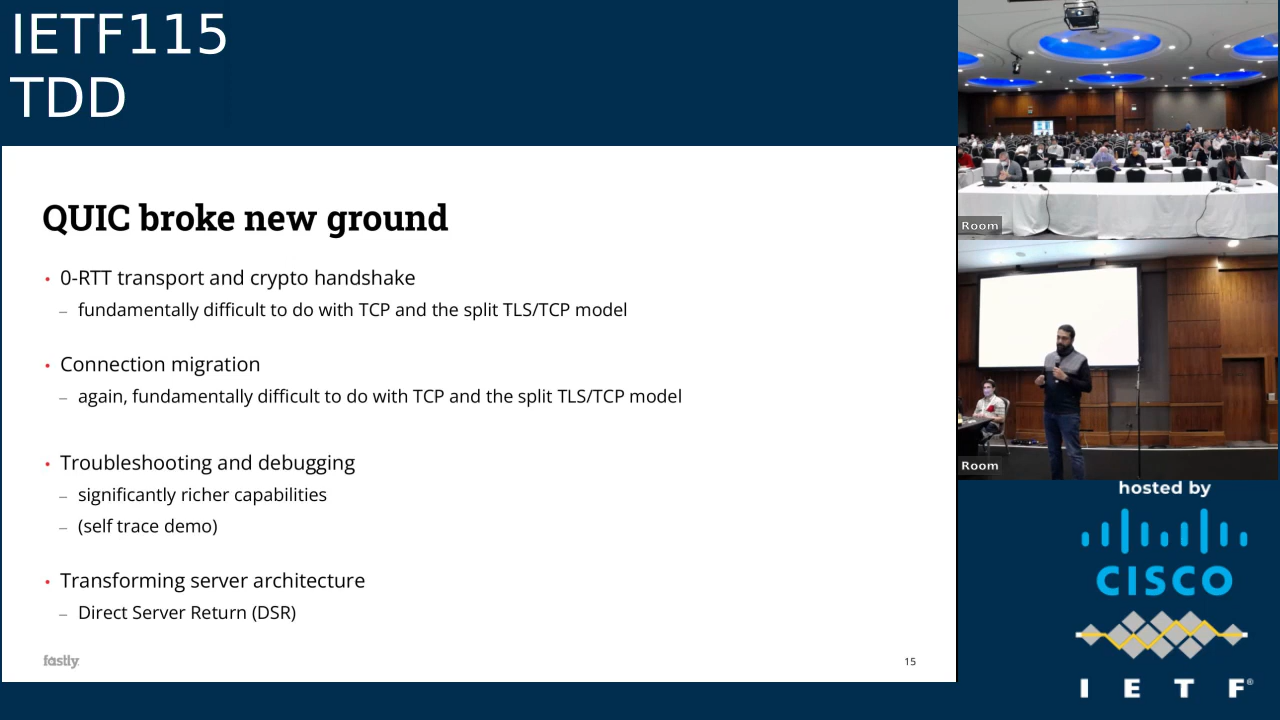 IETF115
TDD
QUIC broke new ground
• 0-RTT transport and crypto handshake
– fundamentally difficult to do with TCP and the split TLS/TCP model
• Connection migration
– again, fundamentally difficult to do with TCP and the split TLS/TCP model
• Troubleshooting and debugging
– significantly richer capabilities
– (self trace demo)
• Transforming server architecture
– Direct Server Return (DSR)
fastly
15
Room
Room
hosted by
CISCO
I E T F®